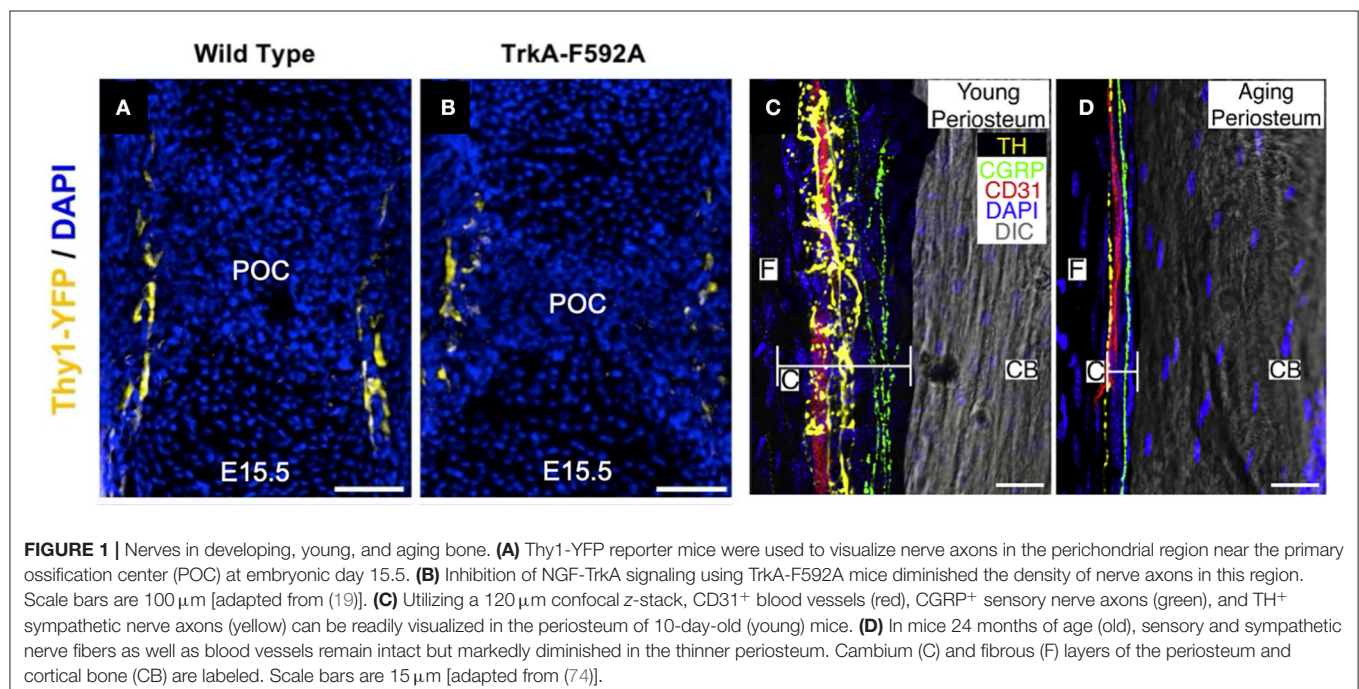 Wild Type
TrkA-F592A
Thy1-YFP / DAPI
A
POC
E15.5
B
POC
E15.5
C
Young
Periosteum
TH
CGRP
CD31
DAPI
DIC
F
C
CB
D
Aging
Periosteum
F
C
CB
FIGURE 1 | Nerves in developing, young, and aging bone. (A) Thy1-YFP reporter mice were used to visualize nerve axons in the perichondrial region near the primary
ossification center (POC) at embryonic day 15.5. (B) Inhibition of NGF-TrkA signaling using TrkA-F592A mice diminished the density of nerve axons in this region.
Scale bars are 100 μm [adapted from (19)]. (C) Utilizing a 120 μm confocal z-stack, CD31⁺ blood vessels (red), CGRP⁺ sensory nerve axons (green), and TH⁺
sympathetic nerve axons (yellow) can be readily visualized in the periosteum of 10-day-old (young) mice. (D) In mice 24 months of age (old), sensory and sympathetic
nerve fibers as well as blood vessels remain intact but markedly diminished in the thinner periosteum. Cambium (C) and fibrous (F) layers of the periosteum and
cortical bone (CB) are labeled. Scale bars are 15 μm [adapted from (74)].